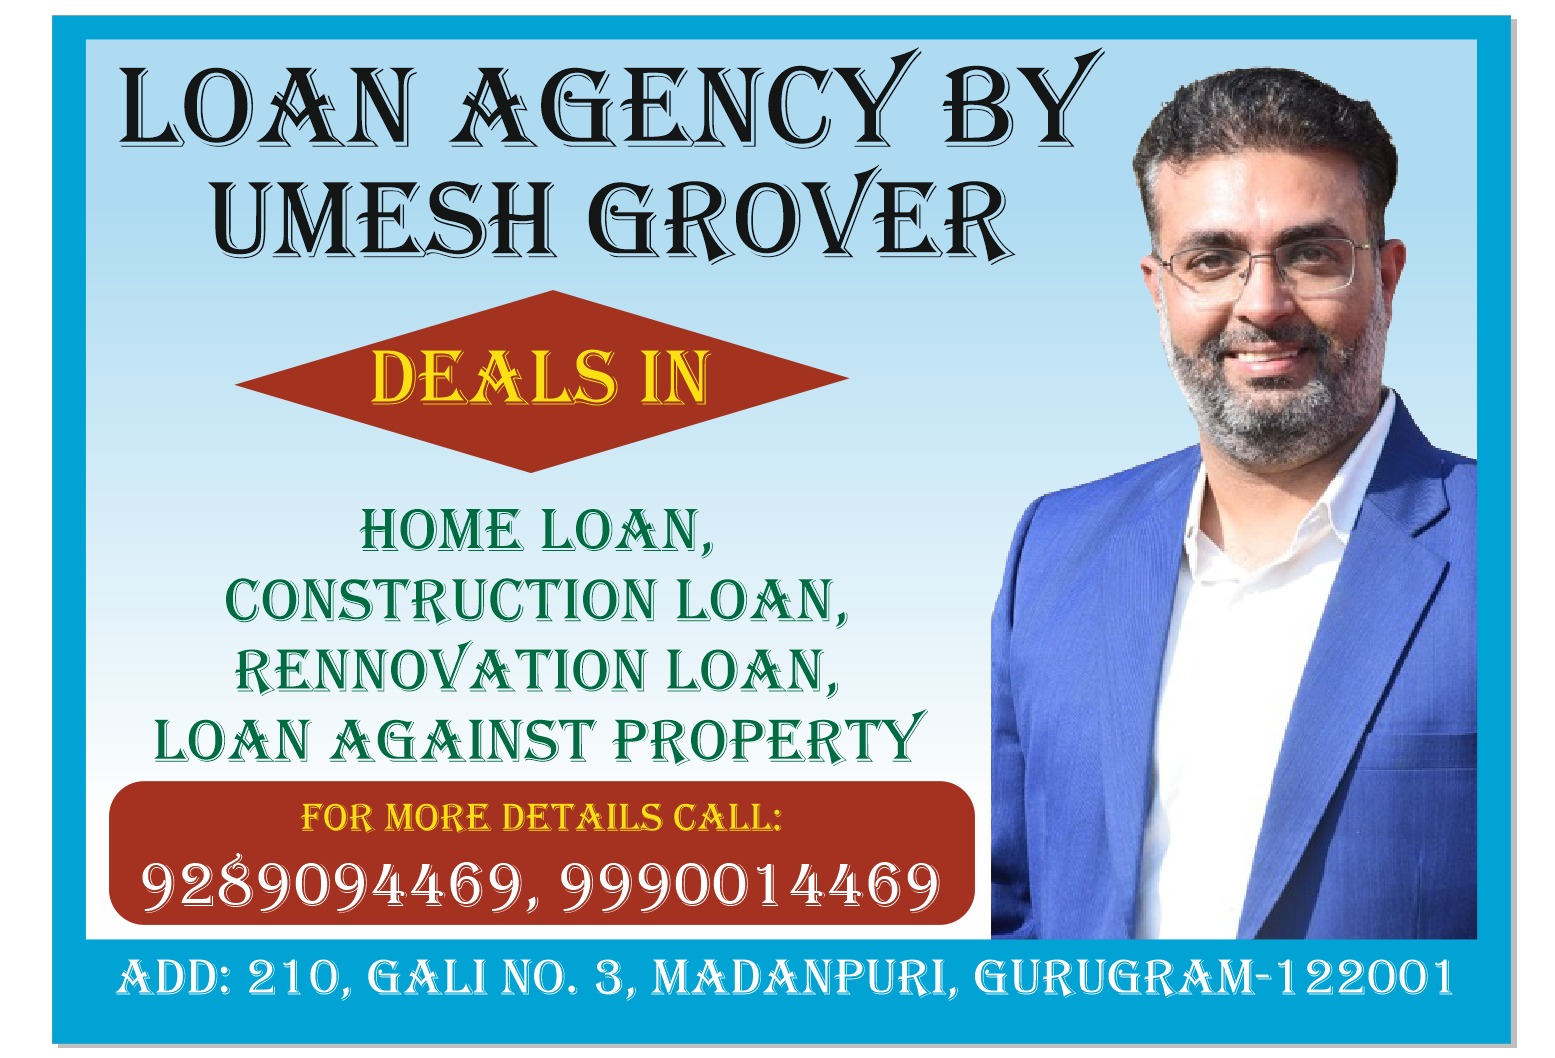 LOAN AGENCY BY
UMESH GROVER
DEALS IN
HOME LOAN,
CONSTRUCTION LOAN,
RENNOVATION LOAN,
LOAN AGAINST PROPERTY
FOR MORE DETAILS CALL:
9289094469, 9990014469
ADD: 210, GALI NO. 3, MADANPURI, GURUGRAM-122001